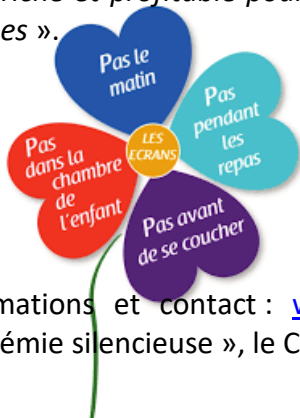 es ».
Pas le
matin
Pas
pendant
les
repas
LES
ECRANS
Pas
dans la
chambre
de
l'enfant
Pas avant
de se coucher
mations et contact :
émie silencieuse », le C